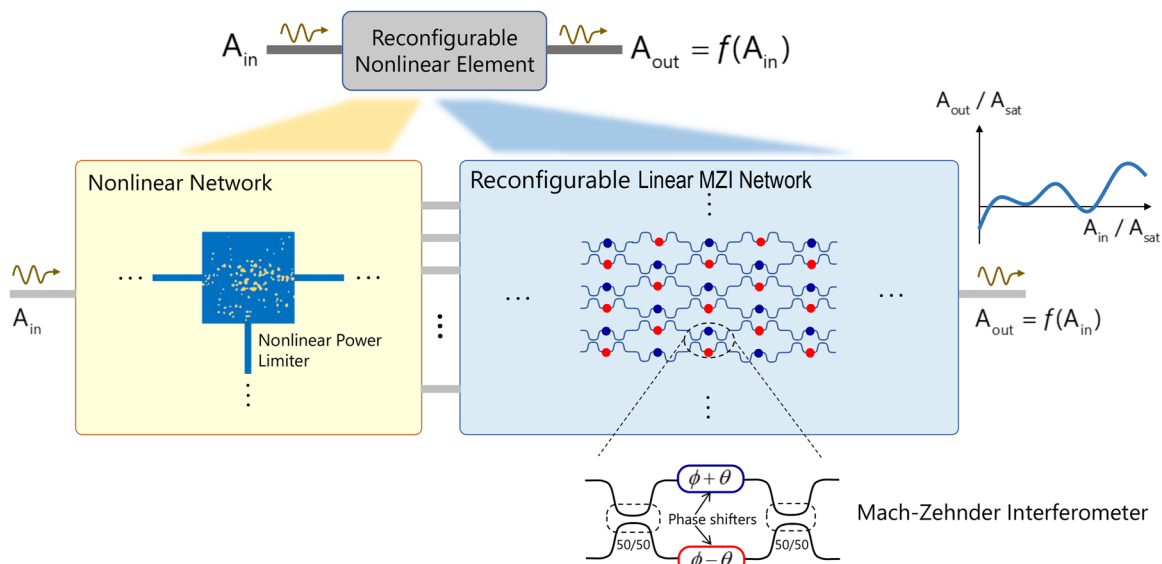 A_in
Reconfigurable
Nonlinear Element
A_out = f(A_in)
A_out / A_sat
Nonlinear Network
Reconfigurable Linear MZI Network
...
A_in / A_sat
... ...
... ...
A_in
Nonlinear Power
Limiter
...
A_out = f(A_in)
...
...
ϕ+θ
Phase shifters
50/50 50/50
ϕ−θ
Mach-Zehnder Interferometer